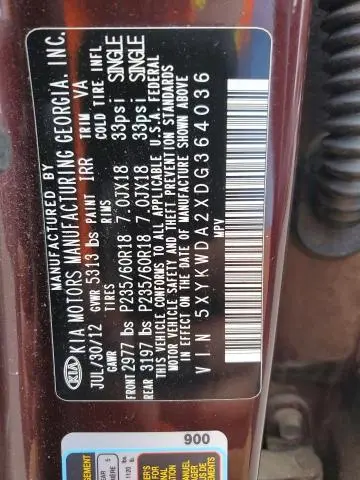 MANUFACTURED BY
KIA MOTORS MANUFACTURING GEORGIA, INC.
KIA
JUL/30/12 PAINT IRR TRIM VA
GVWR 5313 lbs
GAWR TIRES RIMS COLD TIRE INFL
FRONT 2977 lbs P235/60R18 7.0JX18 33psi SINGLE
REAR 3197 lbs P235/60R18 7.0JX18 33psi SINGLE
THIS VEHICLE CONFORMS TO ALL APPLICABLE U.S.A FEDERAL
MOTOR VEHICLE SAFETY AND THEFT PREVENTION STANDARDS
IN EFFECT ON THE DATE OF MANUFACTURE SHOWN ABOVE
VIN 5XYKWDA2XDG364036
MPV
900